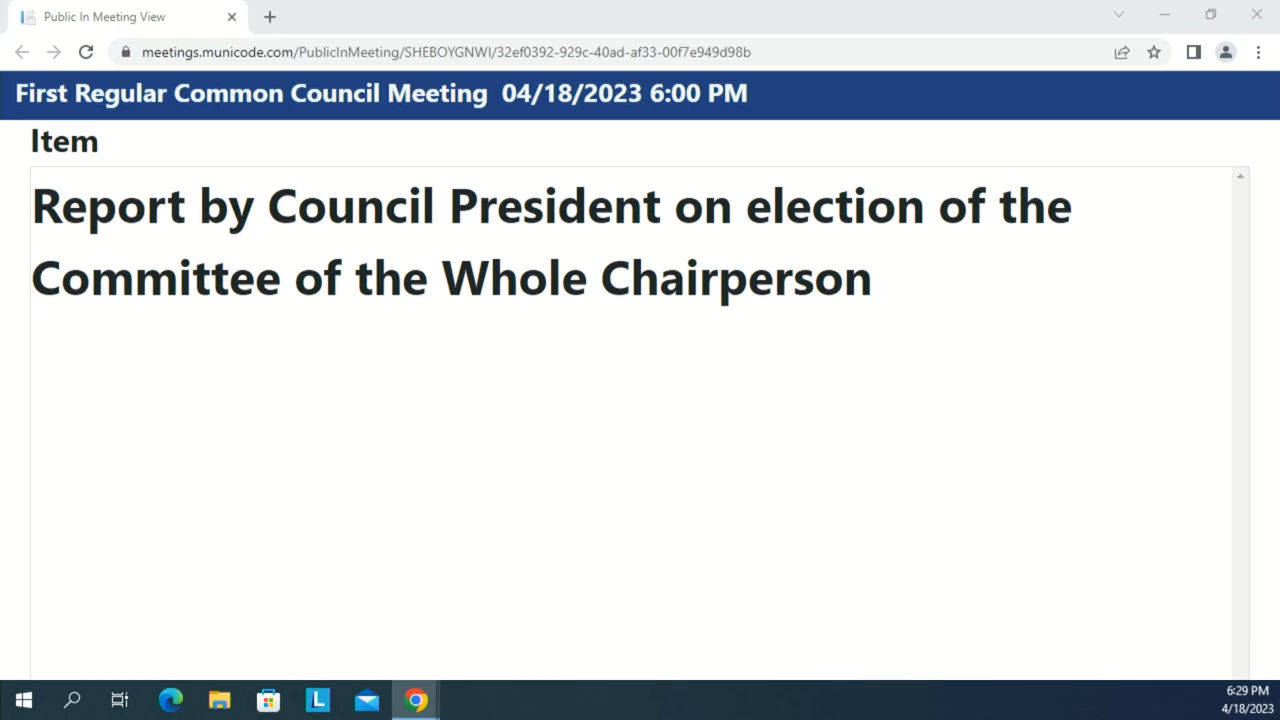 Public In Meeting View
meetings.municode.com/PublicInMeeting/SHEBOYGNWI/32ef0392-929c-40ad-af33-00f7e949d98b
First Regular Common Council Meeting 04/18/2023 6:00 PM
Item
Report by Council President on election of the
Committee of the Whole Chairperson
L
6:29 PM
4/18/2023